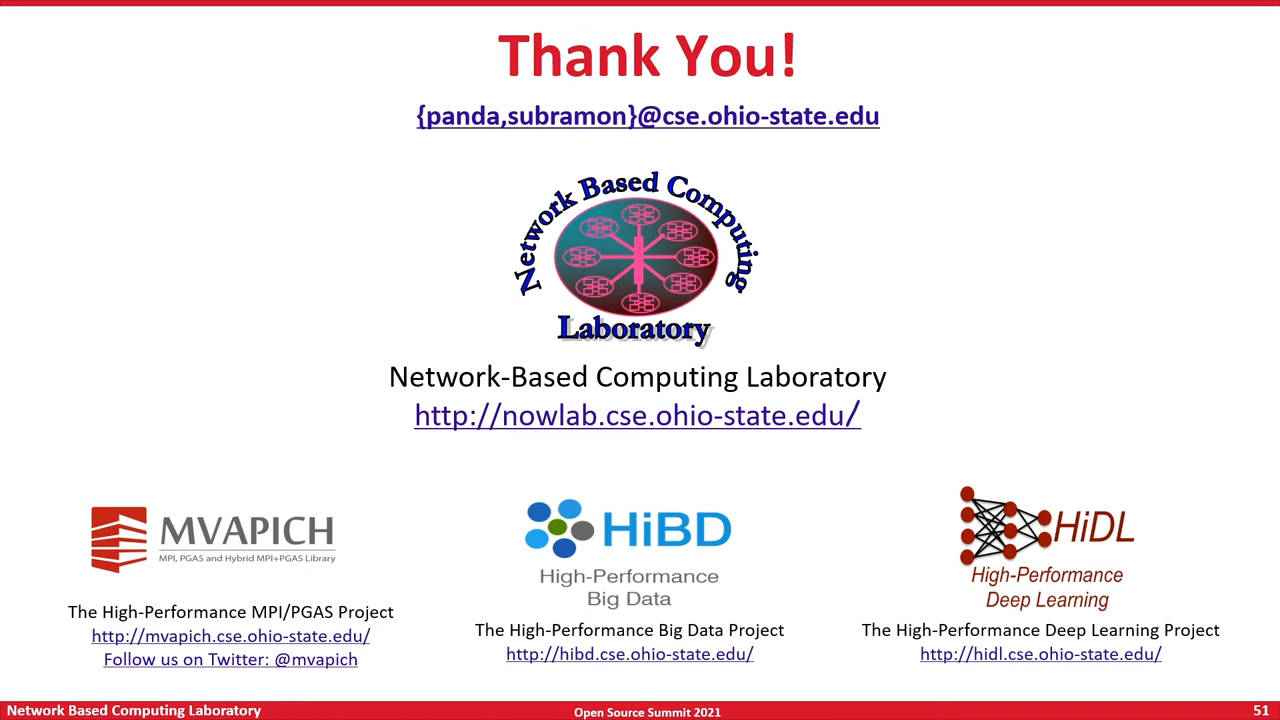 Thank You!
{panda,subramon}@cse.ohio-state.edu
Network Based Computing
Laboratory
Network-Based Computing Laboratory
http://nowlab.cse.ohio-state.edu/
MVAPICH
MPI, PGAS and Hybrid MPI+PGAS Library
The High-Performance MPI/PGAS Project
http://mvapich.cse.ohio-state.edu/
Follow us on Twitter: @mvapich
HiBD
High-Performance
Big Data
The High-Performance Big Data Project
http://hibd.cse.ohio-state.edu/
HiDL
High-Performance
Deep Learning
The High-Performance Deep Learning Project
http://hidl.cse.ohio-state.edu/
Network Based Computing Laboratory
Open Source Summit 2021
51